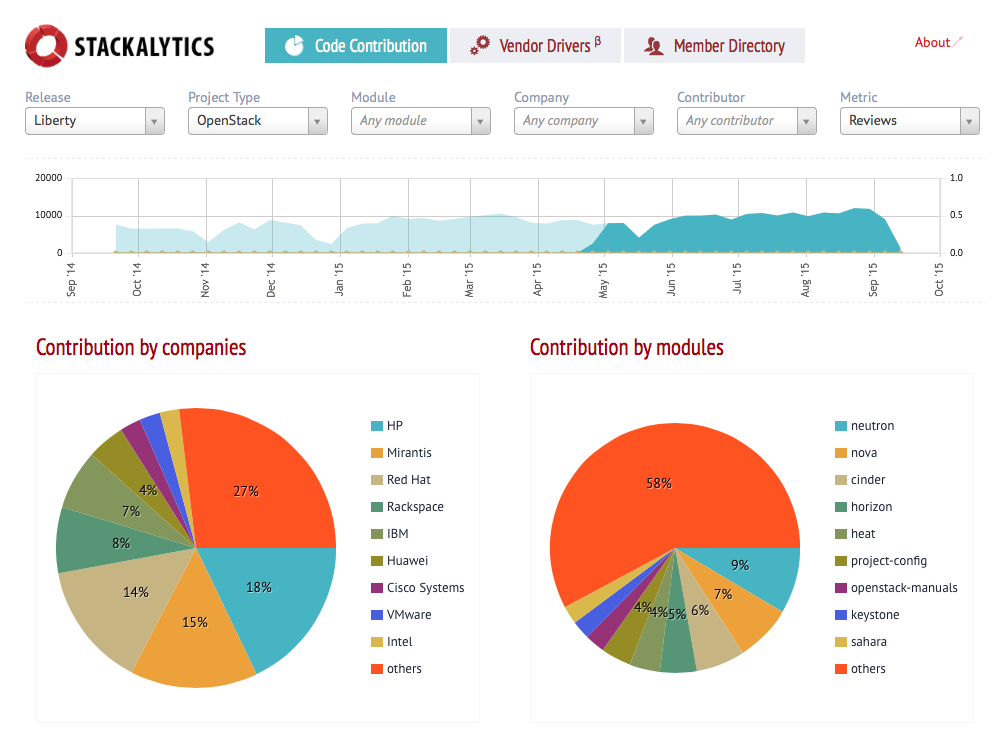 STACKALYTICS
Code Contribution
Vendor Drivers β
Member Directory
About
Release
Project Type
Module
Company
Contributor
Metric
Liberty
OpenStack
Any module
Any company
Any contributor
Reviews
20000
10000
0
1.0
0.5
0.0
Sep '14
Oct '14
Nov '14
Dec '14
Jan '15
Feb '15
Mar '15
Apr '15
May '15
Jun '15
Jul '15
Aug '15
Sep '15
Oct '15
Contribution by companies
27%
4%
7%
8%
14%
15%
18%
HP
Mirantis
Red Hat
Rackspace
IBM
Huawei
Cisco Systems
VMware
Intel
others
Contribution by modules
58%
9%
7%
6%
5%
4%
4%
neutron
nova
cinder
horizon
heat
project-config
openstack-manuals
keystone
sahara
others